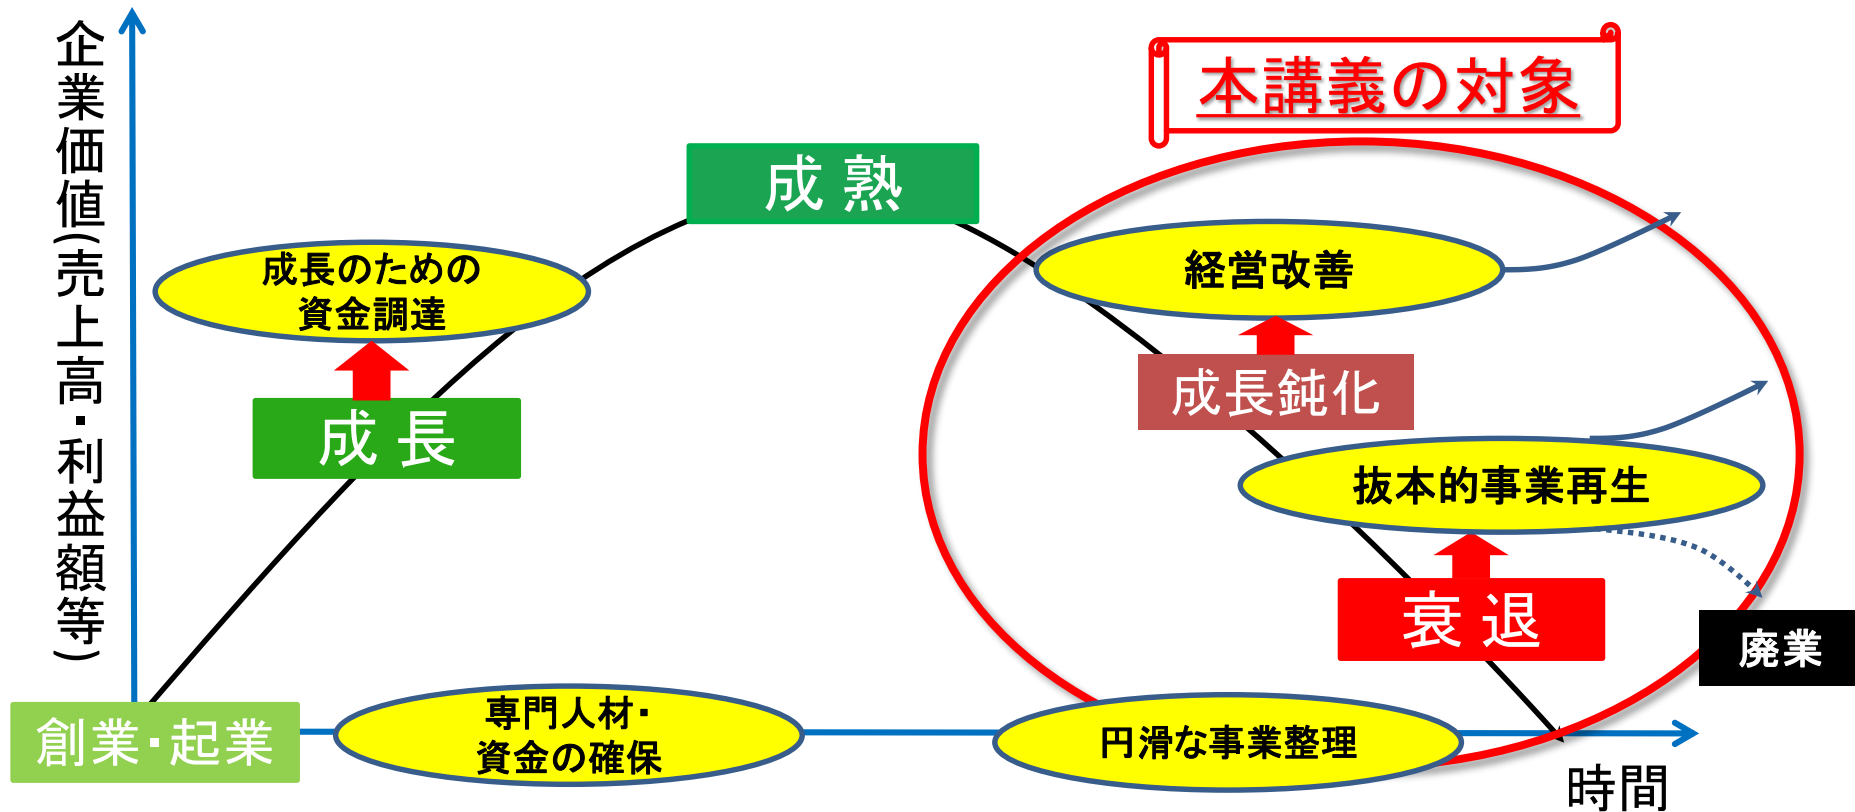 企業価値(売上高・利益額等)
本講義の対象
成 熟
成長のための
資金調達
経営改善
成長鈍化
成 長
抜本的事業再生
衰 退
廃業
創業・起業
専門人材・
資金の確保
円滑な事業整理
時間